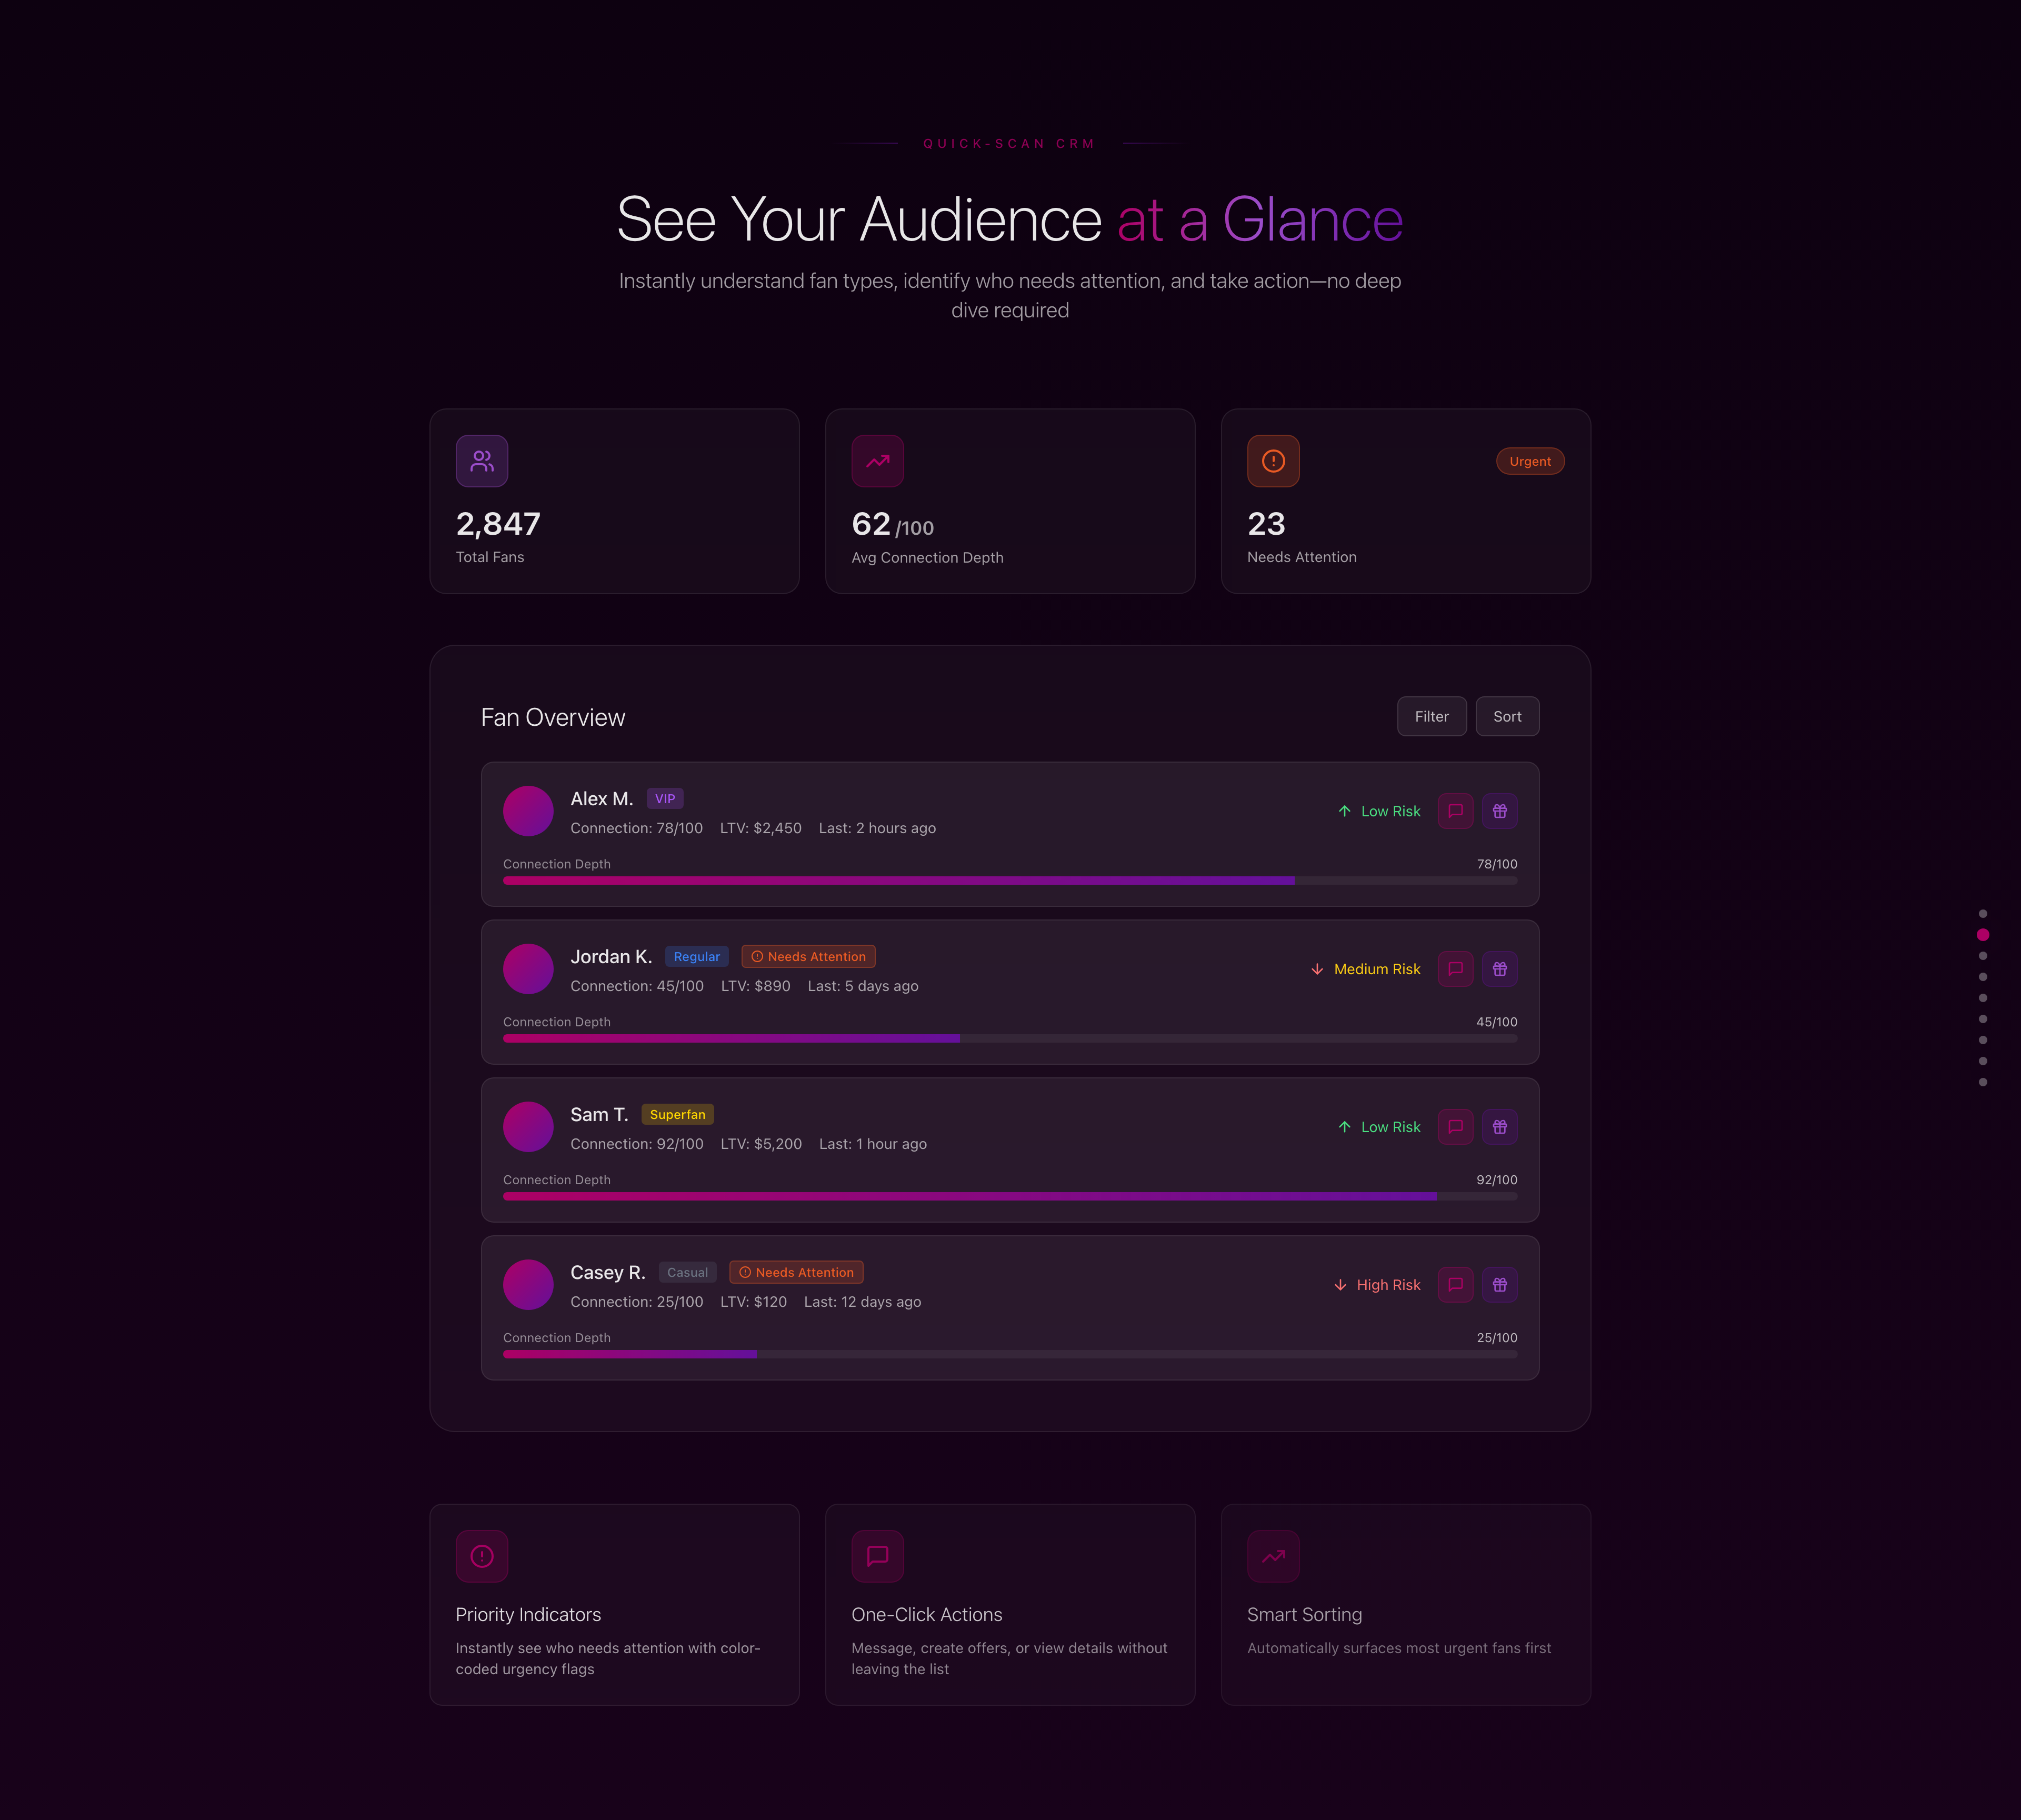 QUICK-SCAN CRM
See Your Audience at a Glance
Instantly understand fan types, identify who needs attention, and take action—no deep
dive required
2,847
Total Fans
62 /100
Avg Connection Depth
Urgent
23
Needs Attention
Fan Overview
Filter
Sort
Alex M. VIP
Connection: 78/100 LTV: $2,450 Last: 2 hours ago
Low Risk
Connection Depth 78/100
Jordan K. Regular Needs Attention
Connection: 45/100 LTV: $890 Last: 5 days ago
Medium Risk
Connection Depth 45/100
Sam T. Superfan
Connection: 92/100 LTV: $5,200 Last: 1 hour ago
Low Risk
Connection Depth 92/100
Casey R. Casual Needs Attention
Connection: 25/100 LTV: $120 Last: 12 days ago
High Risk
Connection Depth 25/100
Priority Indicators
Instantly see who needs attention with color-
coded urgency flags
One-Click Actions
Message, create offers, or view details without
leaving the list
Smart Sorting
Automatically surfaces most urgent fans first